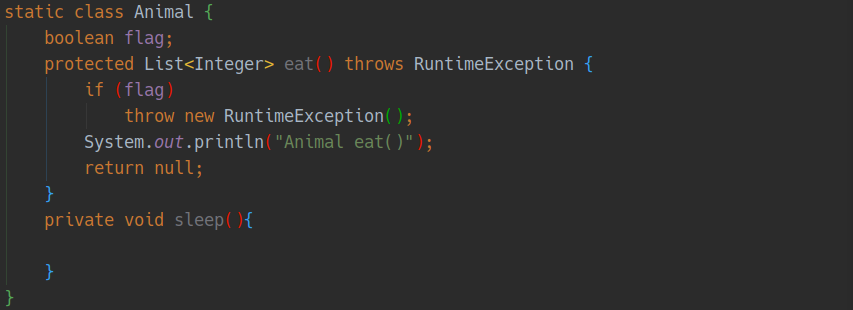 static class Animal {
    boolean flag;
    protected List<Integer> eat() throws RuntimeException {
        if (flag)
            throw new RuntimeException();
        System.out.println("Animal eat()");
        return null;
    }
    private void sleep(){

    }
}